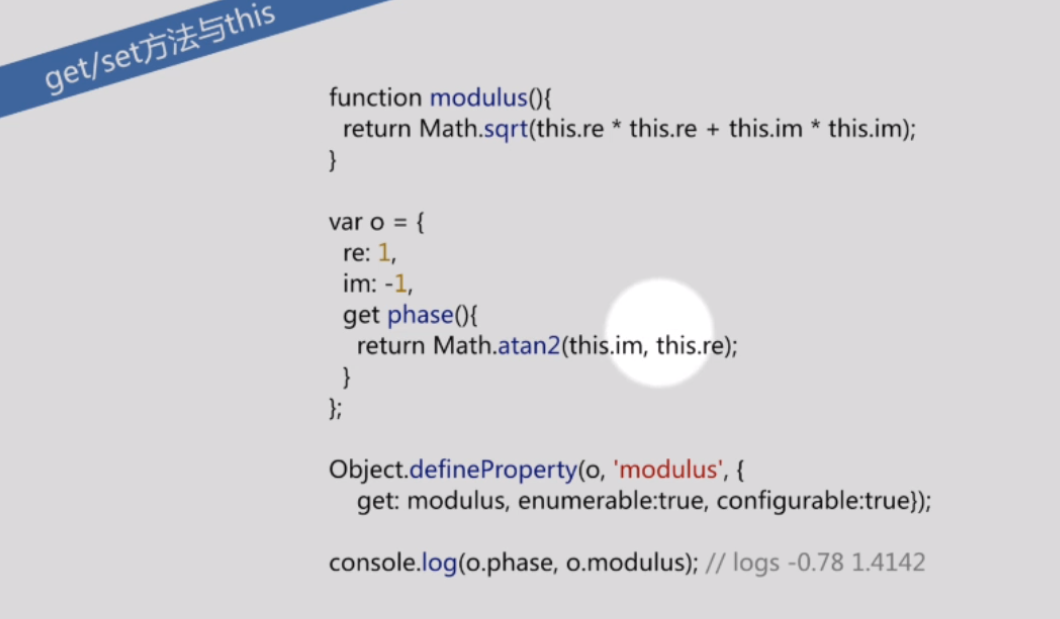 get/set方法与this
function modulus(){
return Math.sqrt(this.re * this.re + this.im * this.im);
}
var o = {
re: 1,
im: -1,
get phase(){
return Math.atan2(this.im, this.re);
}
};
Object.defineProperty(o, 'modulus', {
get: modulus, enumerable:true, configurable:true});
console.log(o.phase, o.modulus); // logs -0.78 1.4142